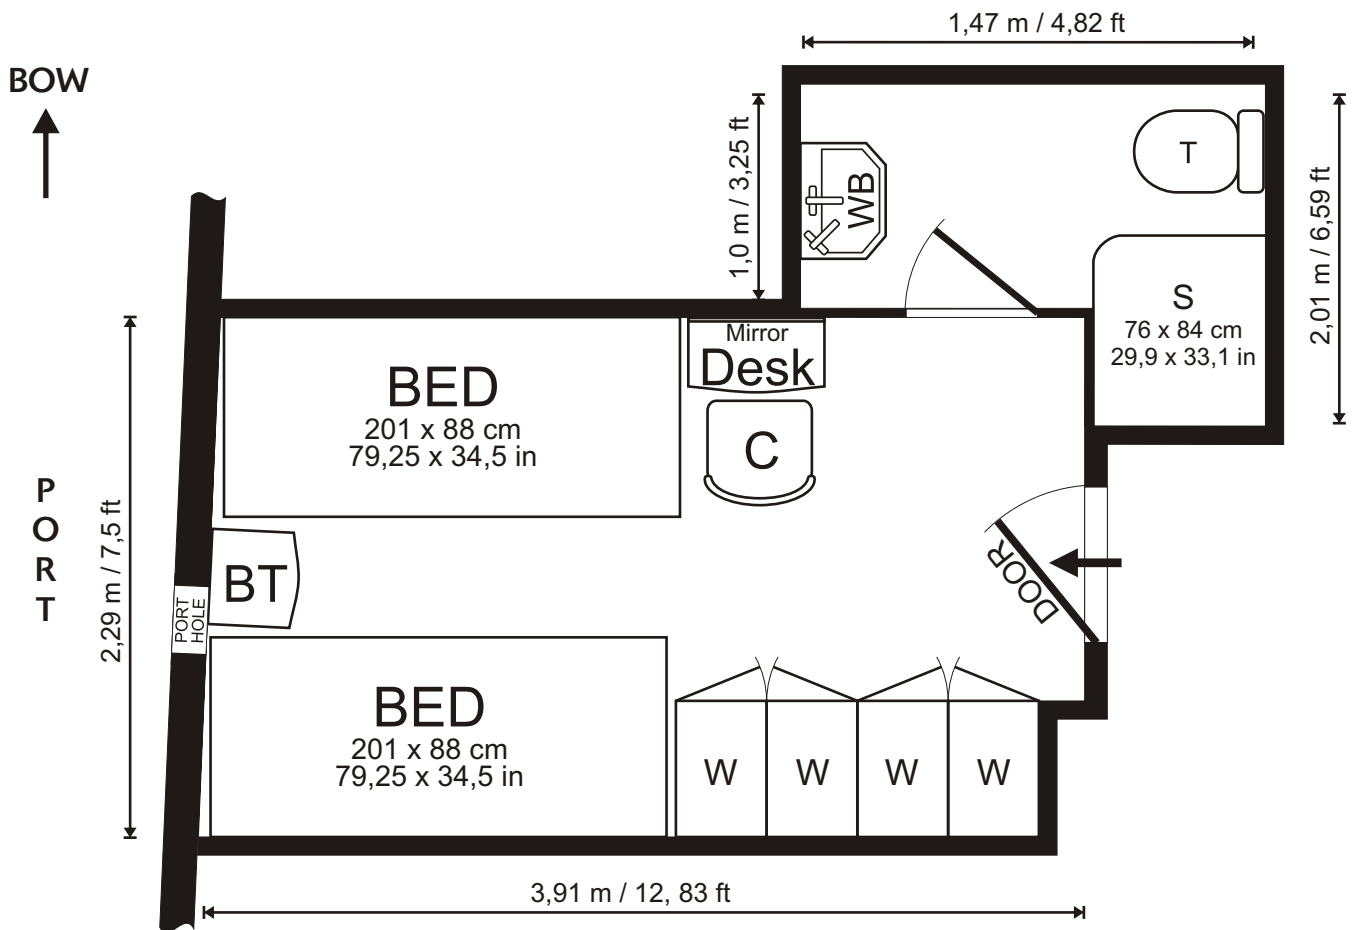 1,47 m / 4,82 ft
BOW
1,0 m / 3,25 ft
WB
T
2,01 m / 6,59 ft
S
76 x 84 cm
29,9 x 33,1 in
Mirror
Desk
BED
201 x 88 cm
79,25 x 34,5 in
C
PORT
2,29 m / 7,5 ft
BT
PORT
HOLE
DOOR
BED
201 x 88 cm
79,25 x 34,5 in
W
W
W
W
3,91 m / 12, 83 ft